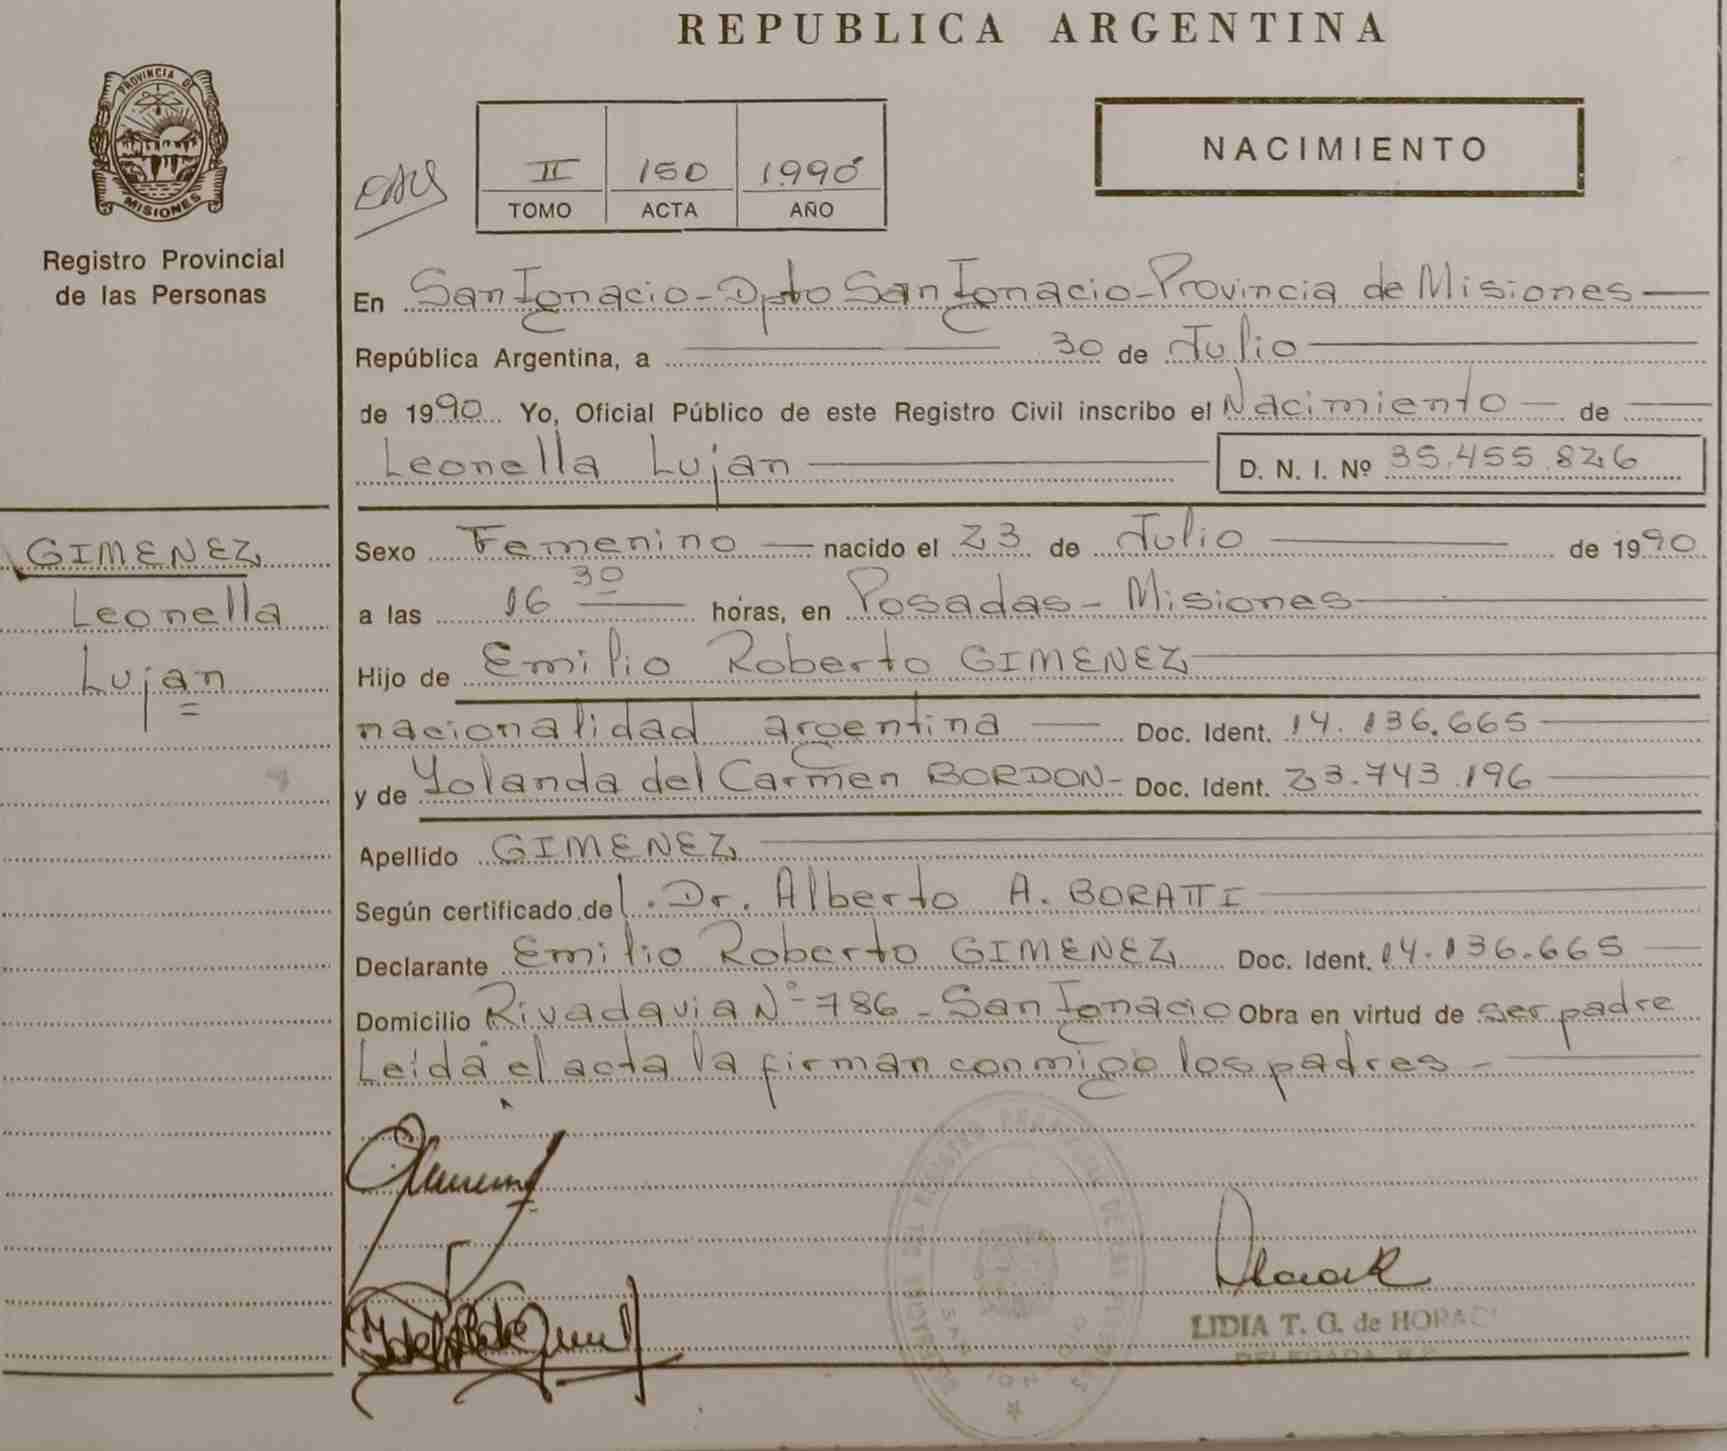 REPUBLICA ARGENTINA
PROVINCIA DE
MISIONES
Registro Provincial
de las Personas
II 150 1990
TOMO ACTA AÑO
NACIMIENTO
En San Ignacio - Dpto San Ignacio - Provincia de Misiones
República Argentina, a 30 de Julio
de 1990 Yo, Oficial Público de este Registro Civil inscribo el Nacimiento de
Leonella Lujan D. N. I. Nº 35.455.826
GIMENEZ
Leonella
Lujan
Sexo Femenino nacido el 23 de Julio de 1990
a las 16 30 horas, en Posadas - Misiones
Hijo de Emilio Roberto GIMENEZ
nacionalidad argentina Doc. Ident. 14.136.665
y de Yolanda del Carmen BORDON - Doc. Ident. 23.743.196
Apellido GIMENEZ
Según certificado del Dr. Alberto A. BORATTI
Declarante Emilio Roberto GIMENEZ Doc. Ident. 14.136.665
Domicilio Rivadavia Nº 786 - San Ignacio Obra en virtud de ser padre
Leida el acta la firman conmigo los padres -
LIDIA T. G. de